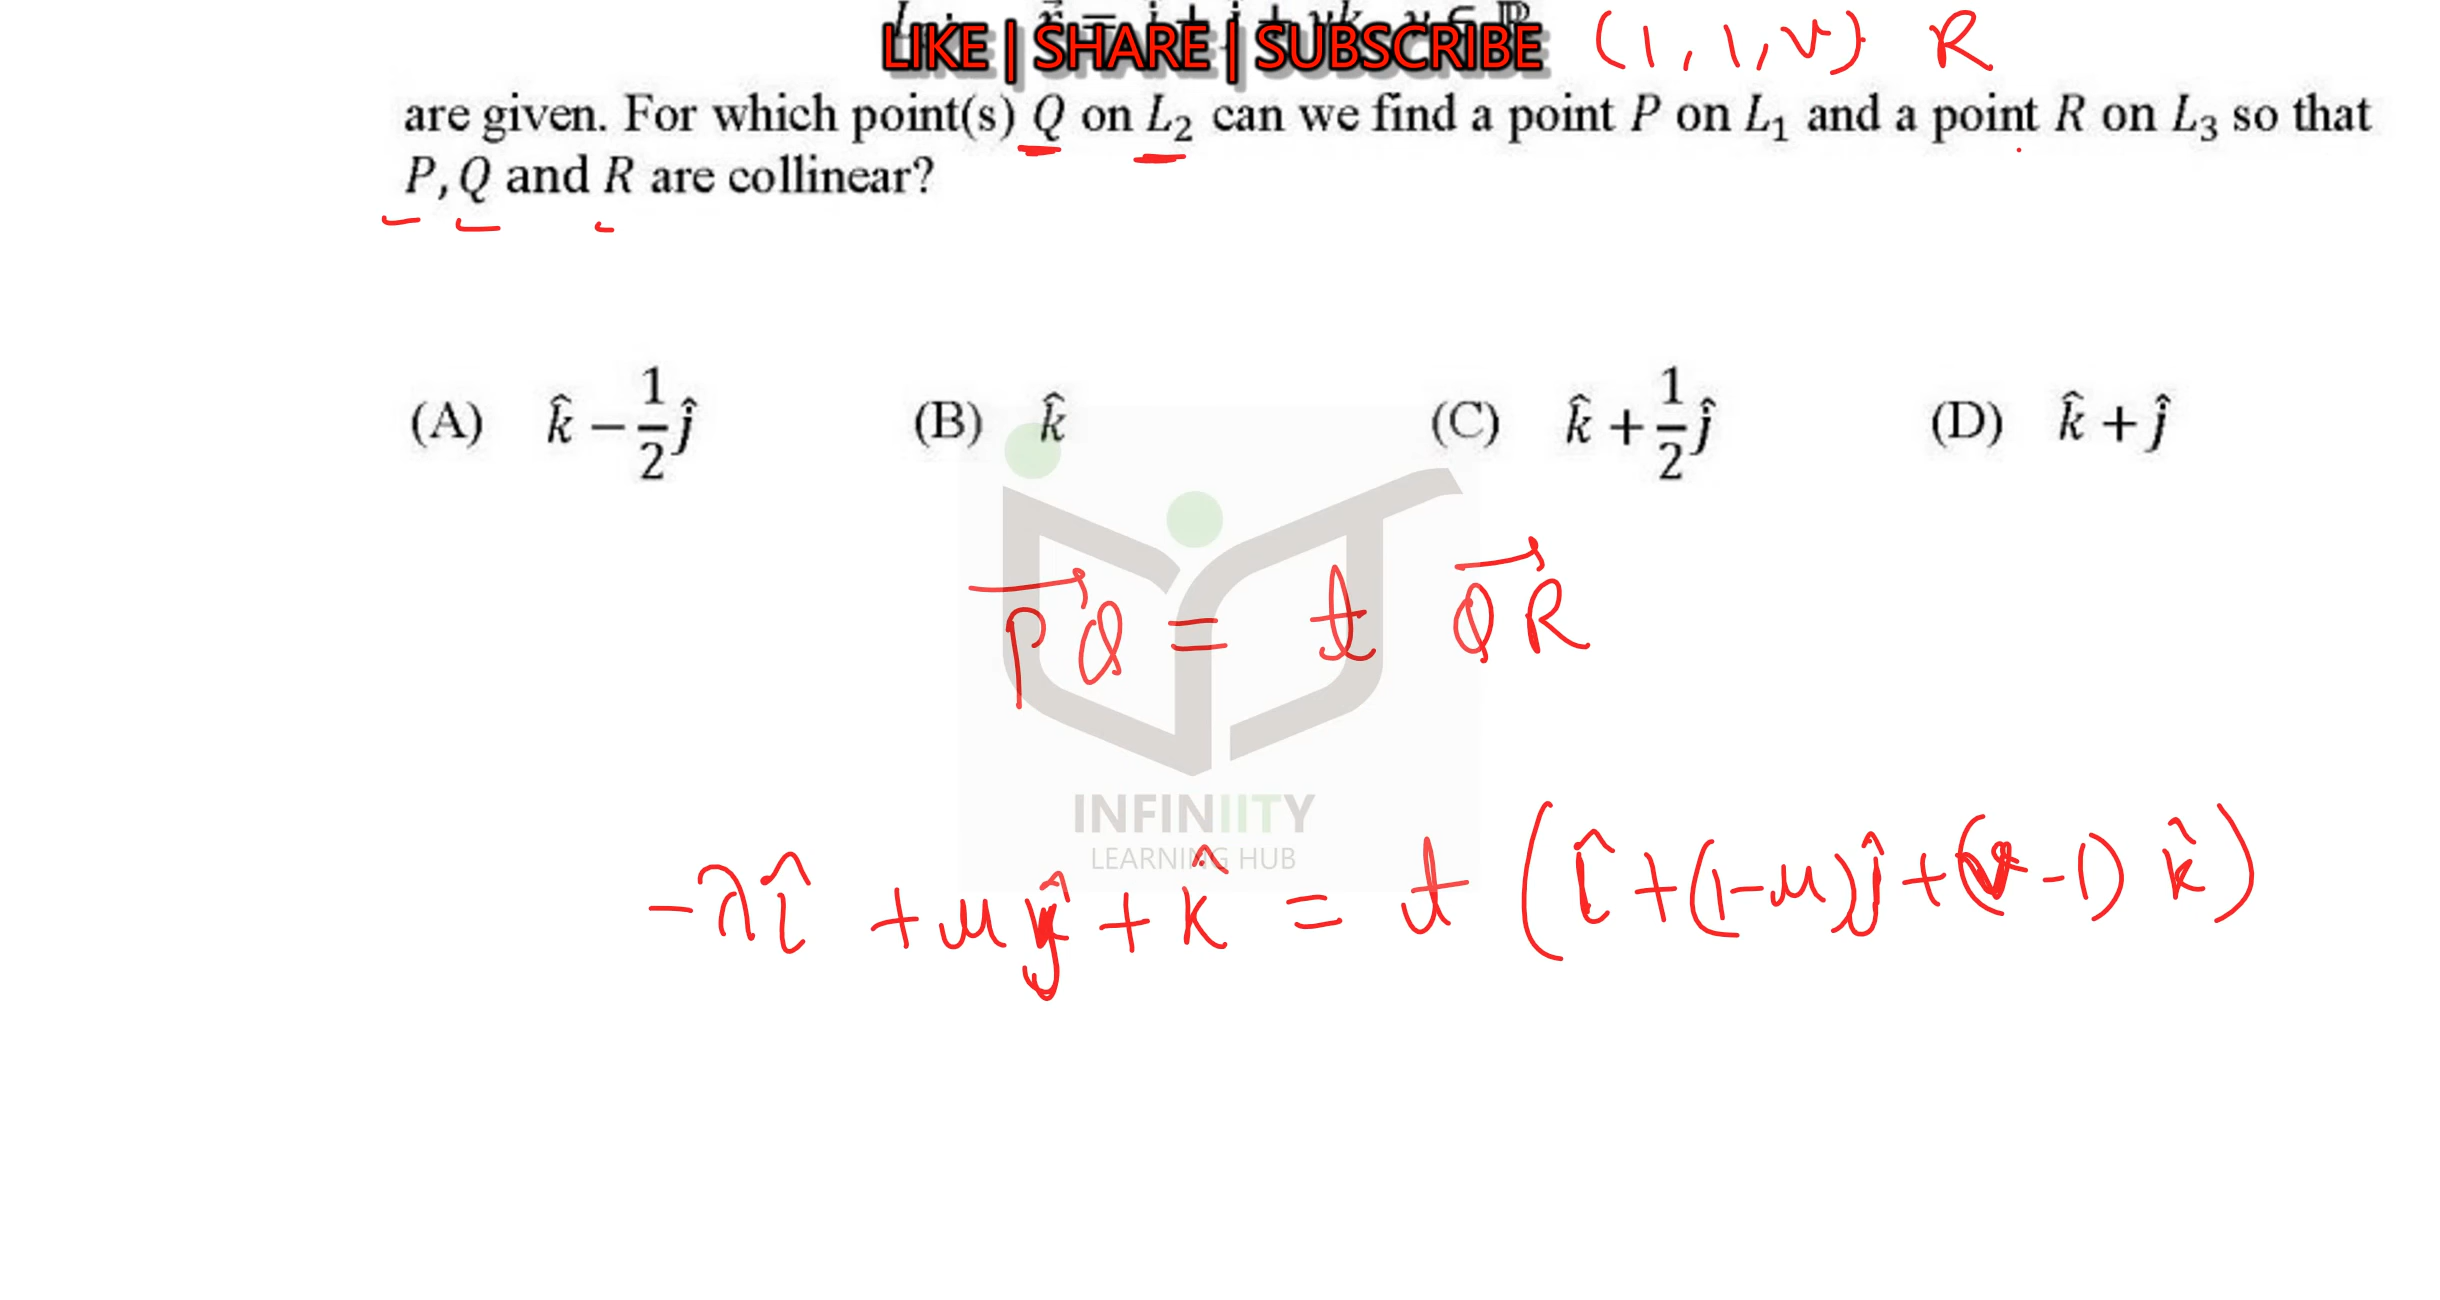 LIKE | SHARE | SUBSCRIBE (1, 1, ν) R
are given. For which point(s) Q on L₂ can we find a point P on L₁ and a point R on L₃ so that
P, Q and R are collinear?
(A) k̂ − 1/2 ĵ (B) k̂ (C) k̂ + 1/2 ĵ (D) k̂ + ĵ
PQ⃗ = t QR⃗
INFINIITY
LEARNING HUB
−λî + μĵ + k̂ = t (î + (1−μ)ĵ + (ν−1) k̂)